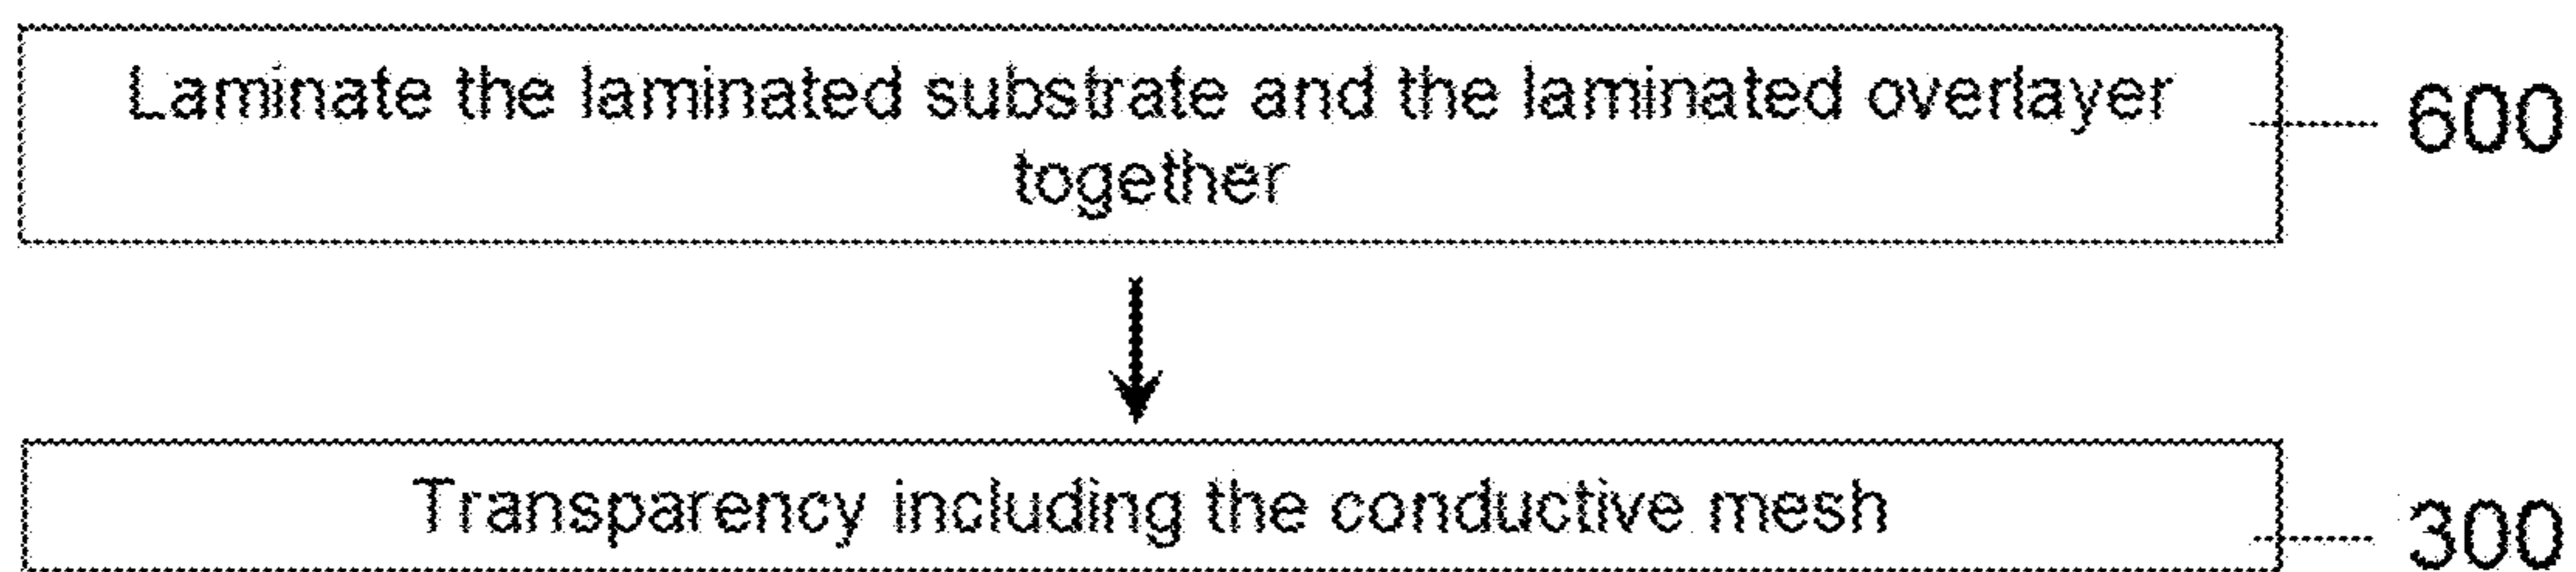 Laminate the laminated substrate and the laminated overlayer
together
600
Transparency including the conductive mesh
300